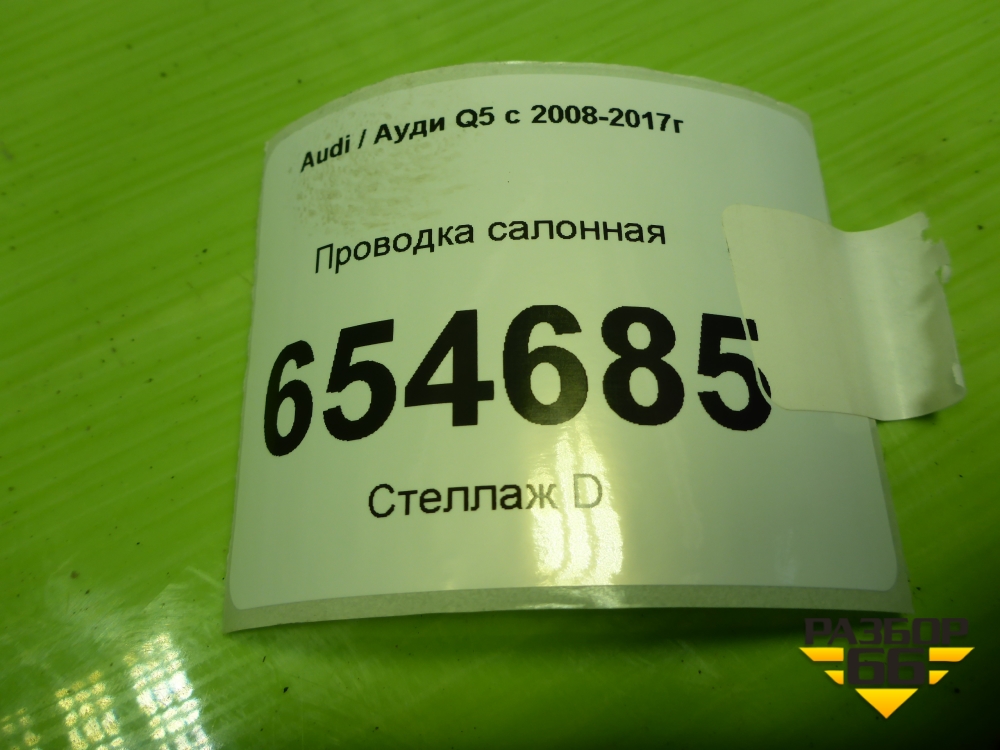 Audi / Ауди Q5 с 2008-2017г
Проводка салонная
654685
Стеллаж D
РАЗБОР
66